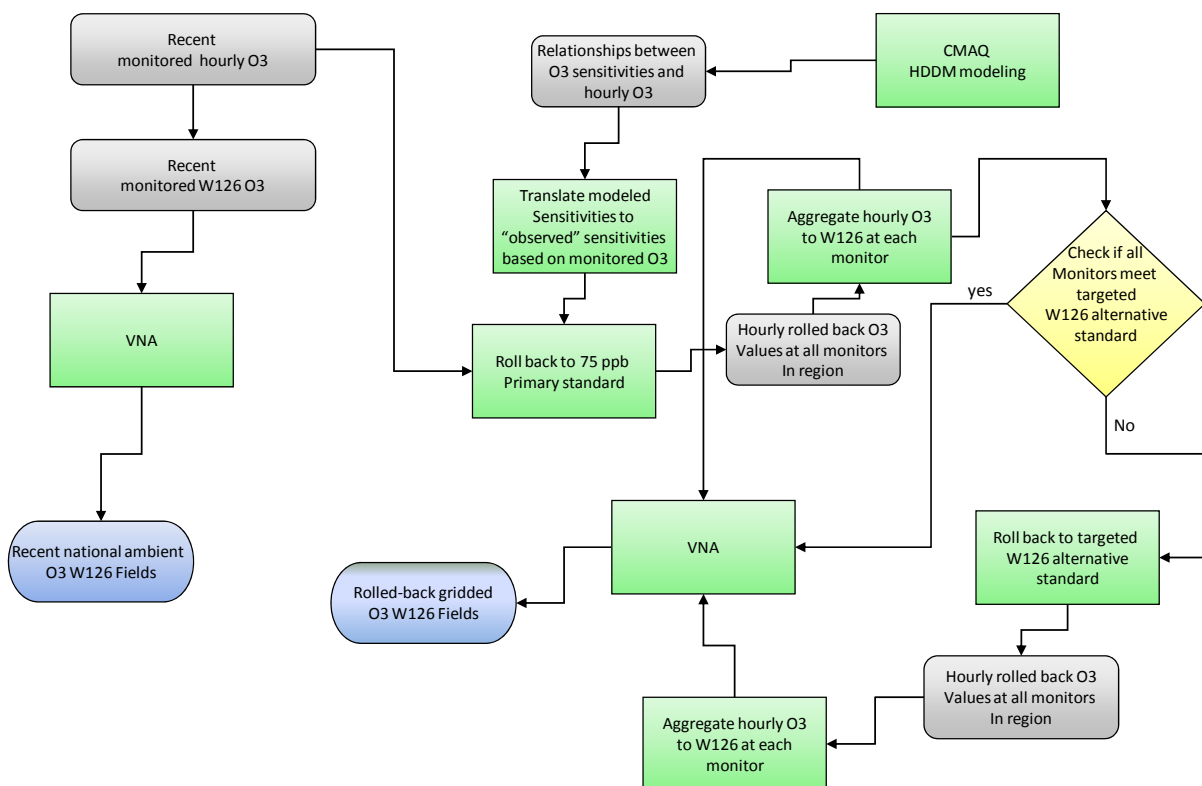 Recent
monitored hourly O3
Relationships between
O3 sensitivities and
hourly O3
CMAQ
HDDM modeling
Recent
monitored W126 O3
Translate modeled
Sensitivities to
“observed” sensitivities
based on monitored O3
Aggregate hourly O3
to W126 at each
monitor
Check if all
Monitors meet
targeted
W126 alternative
standard
yes
No
VNA
Roll back to 75 ppb
Primary standard
Hourly rolled back O3
Values at all monitors
In region
Recent national ambient
O3 W126 Fields
Rolled-back gridded
O3 W126 Fields
VNA
Roll back to targeted
W126 alternative
standard
Aggregate hourly O3
to W126 at each
monitor
Hourly rolled back O3
Values at all monitors
In region